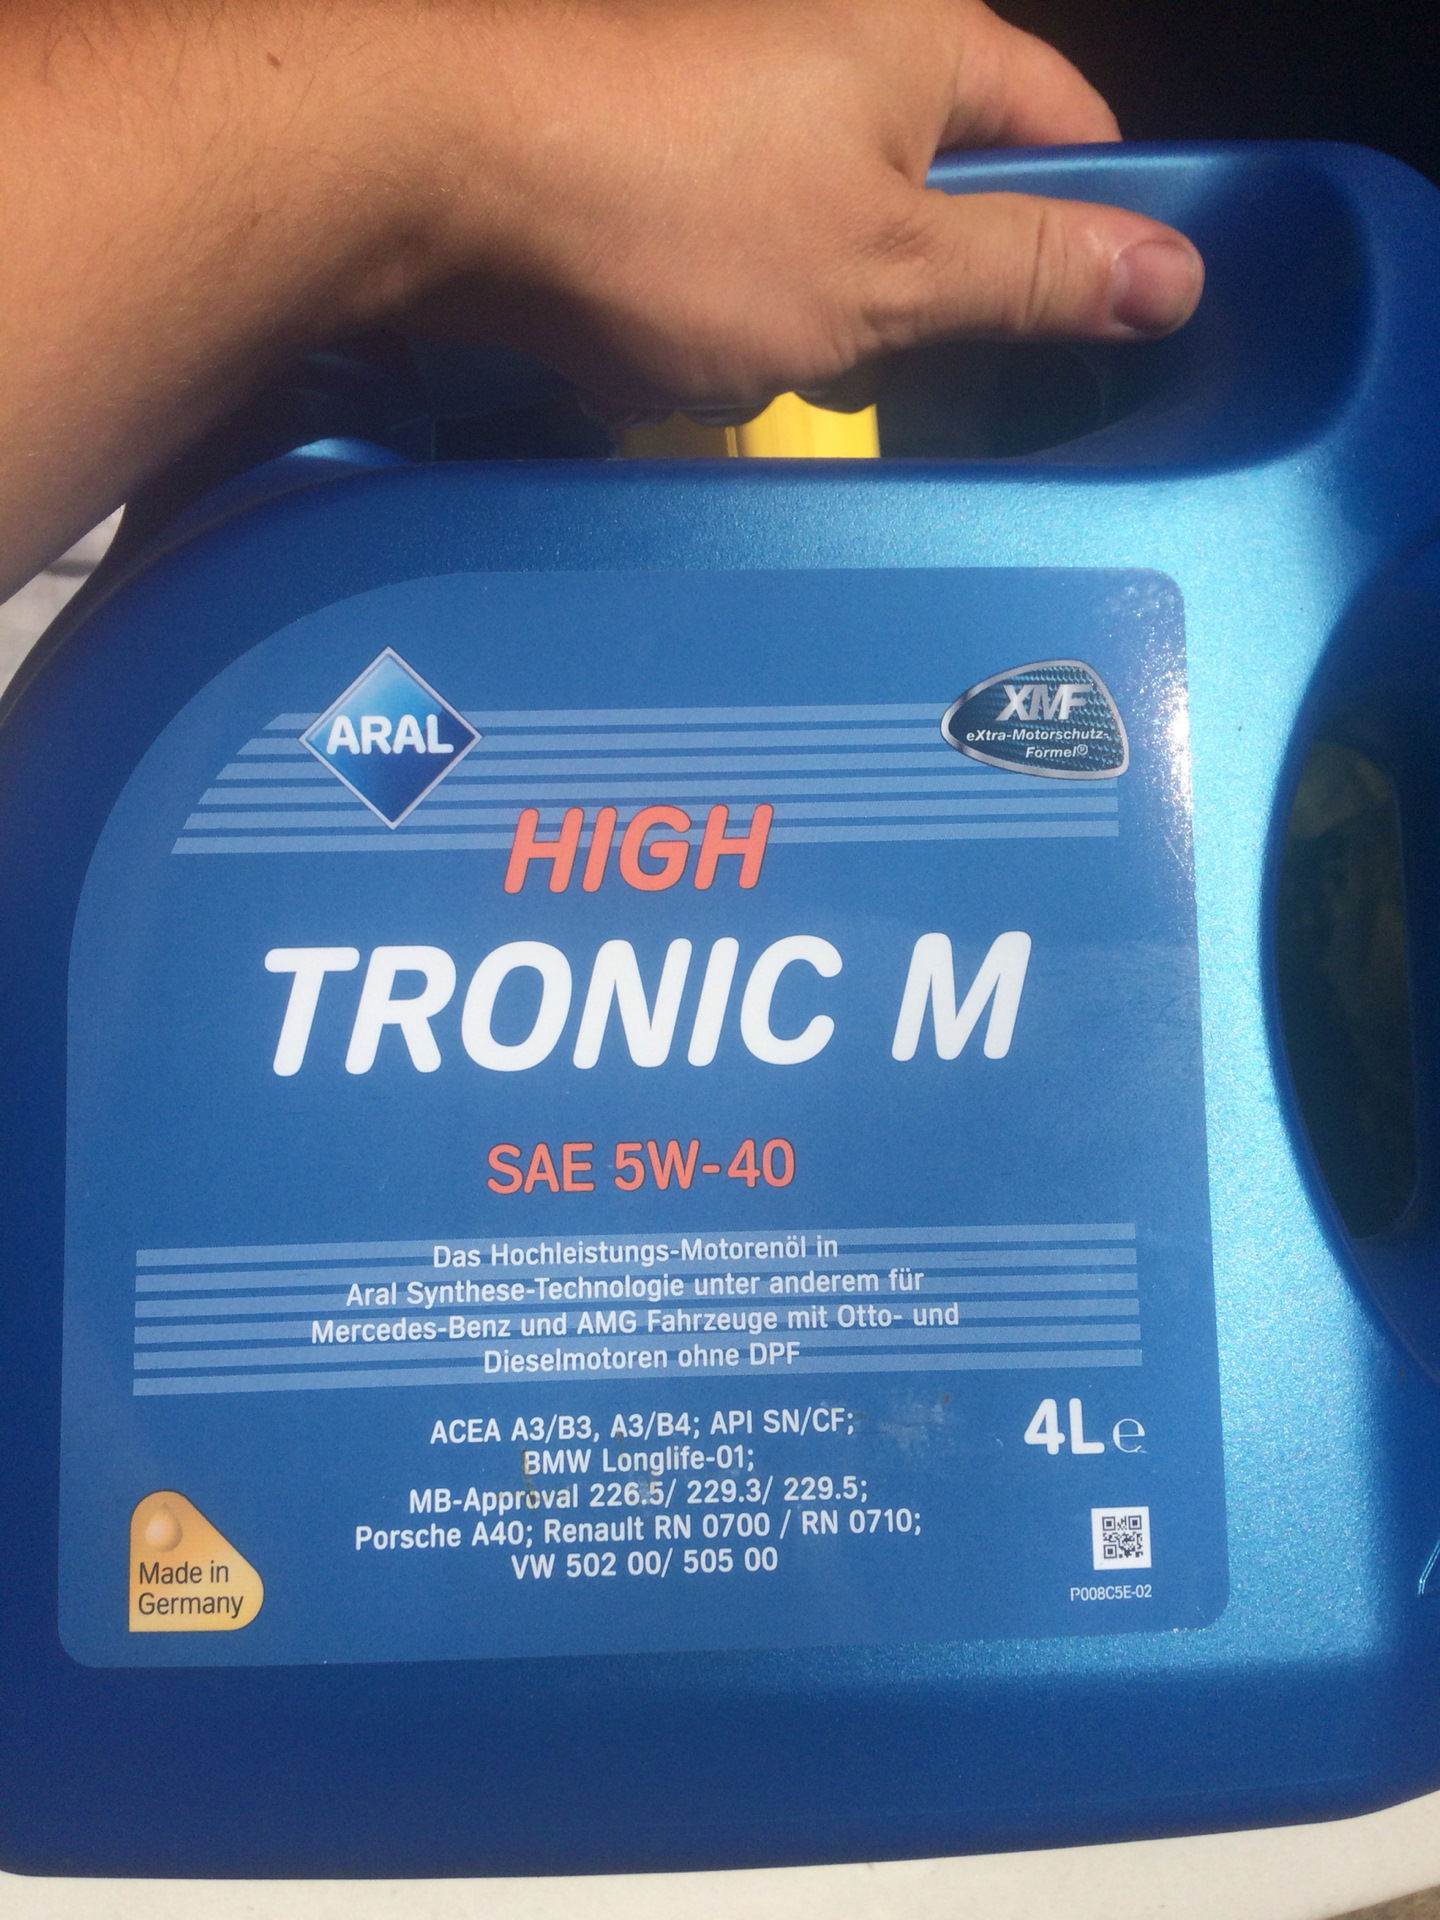 ARAL
XMF
eXtra-Motorschutz-
Formel®
HIGH
TRONIC M
SAE 5W-40
Das Hochleistungs-Motorenöl in
Aral Synthese-Technologie unter anderem für
Mercedes-Benz und AMG Fahrzeuge mit Otto- und
Dieselmotoren ohne DPF
ACEA A3/B3, A3/B4; API SN/CF;
BMW Longlife-01;
MB-Approval 226.5/ 229.3/ 229.5;
Porsche A40; Renault RN 0700 / RN 0710;
VW 502 00/ 505 00
4L e
Made in
Germany
P008C5E-02